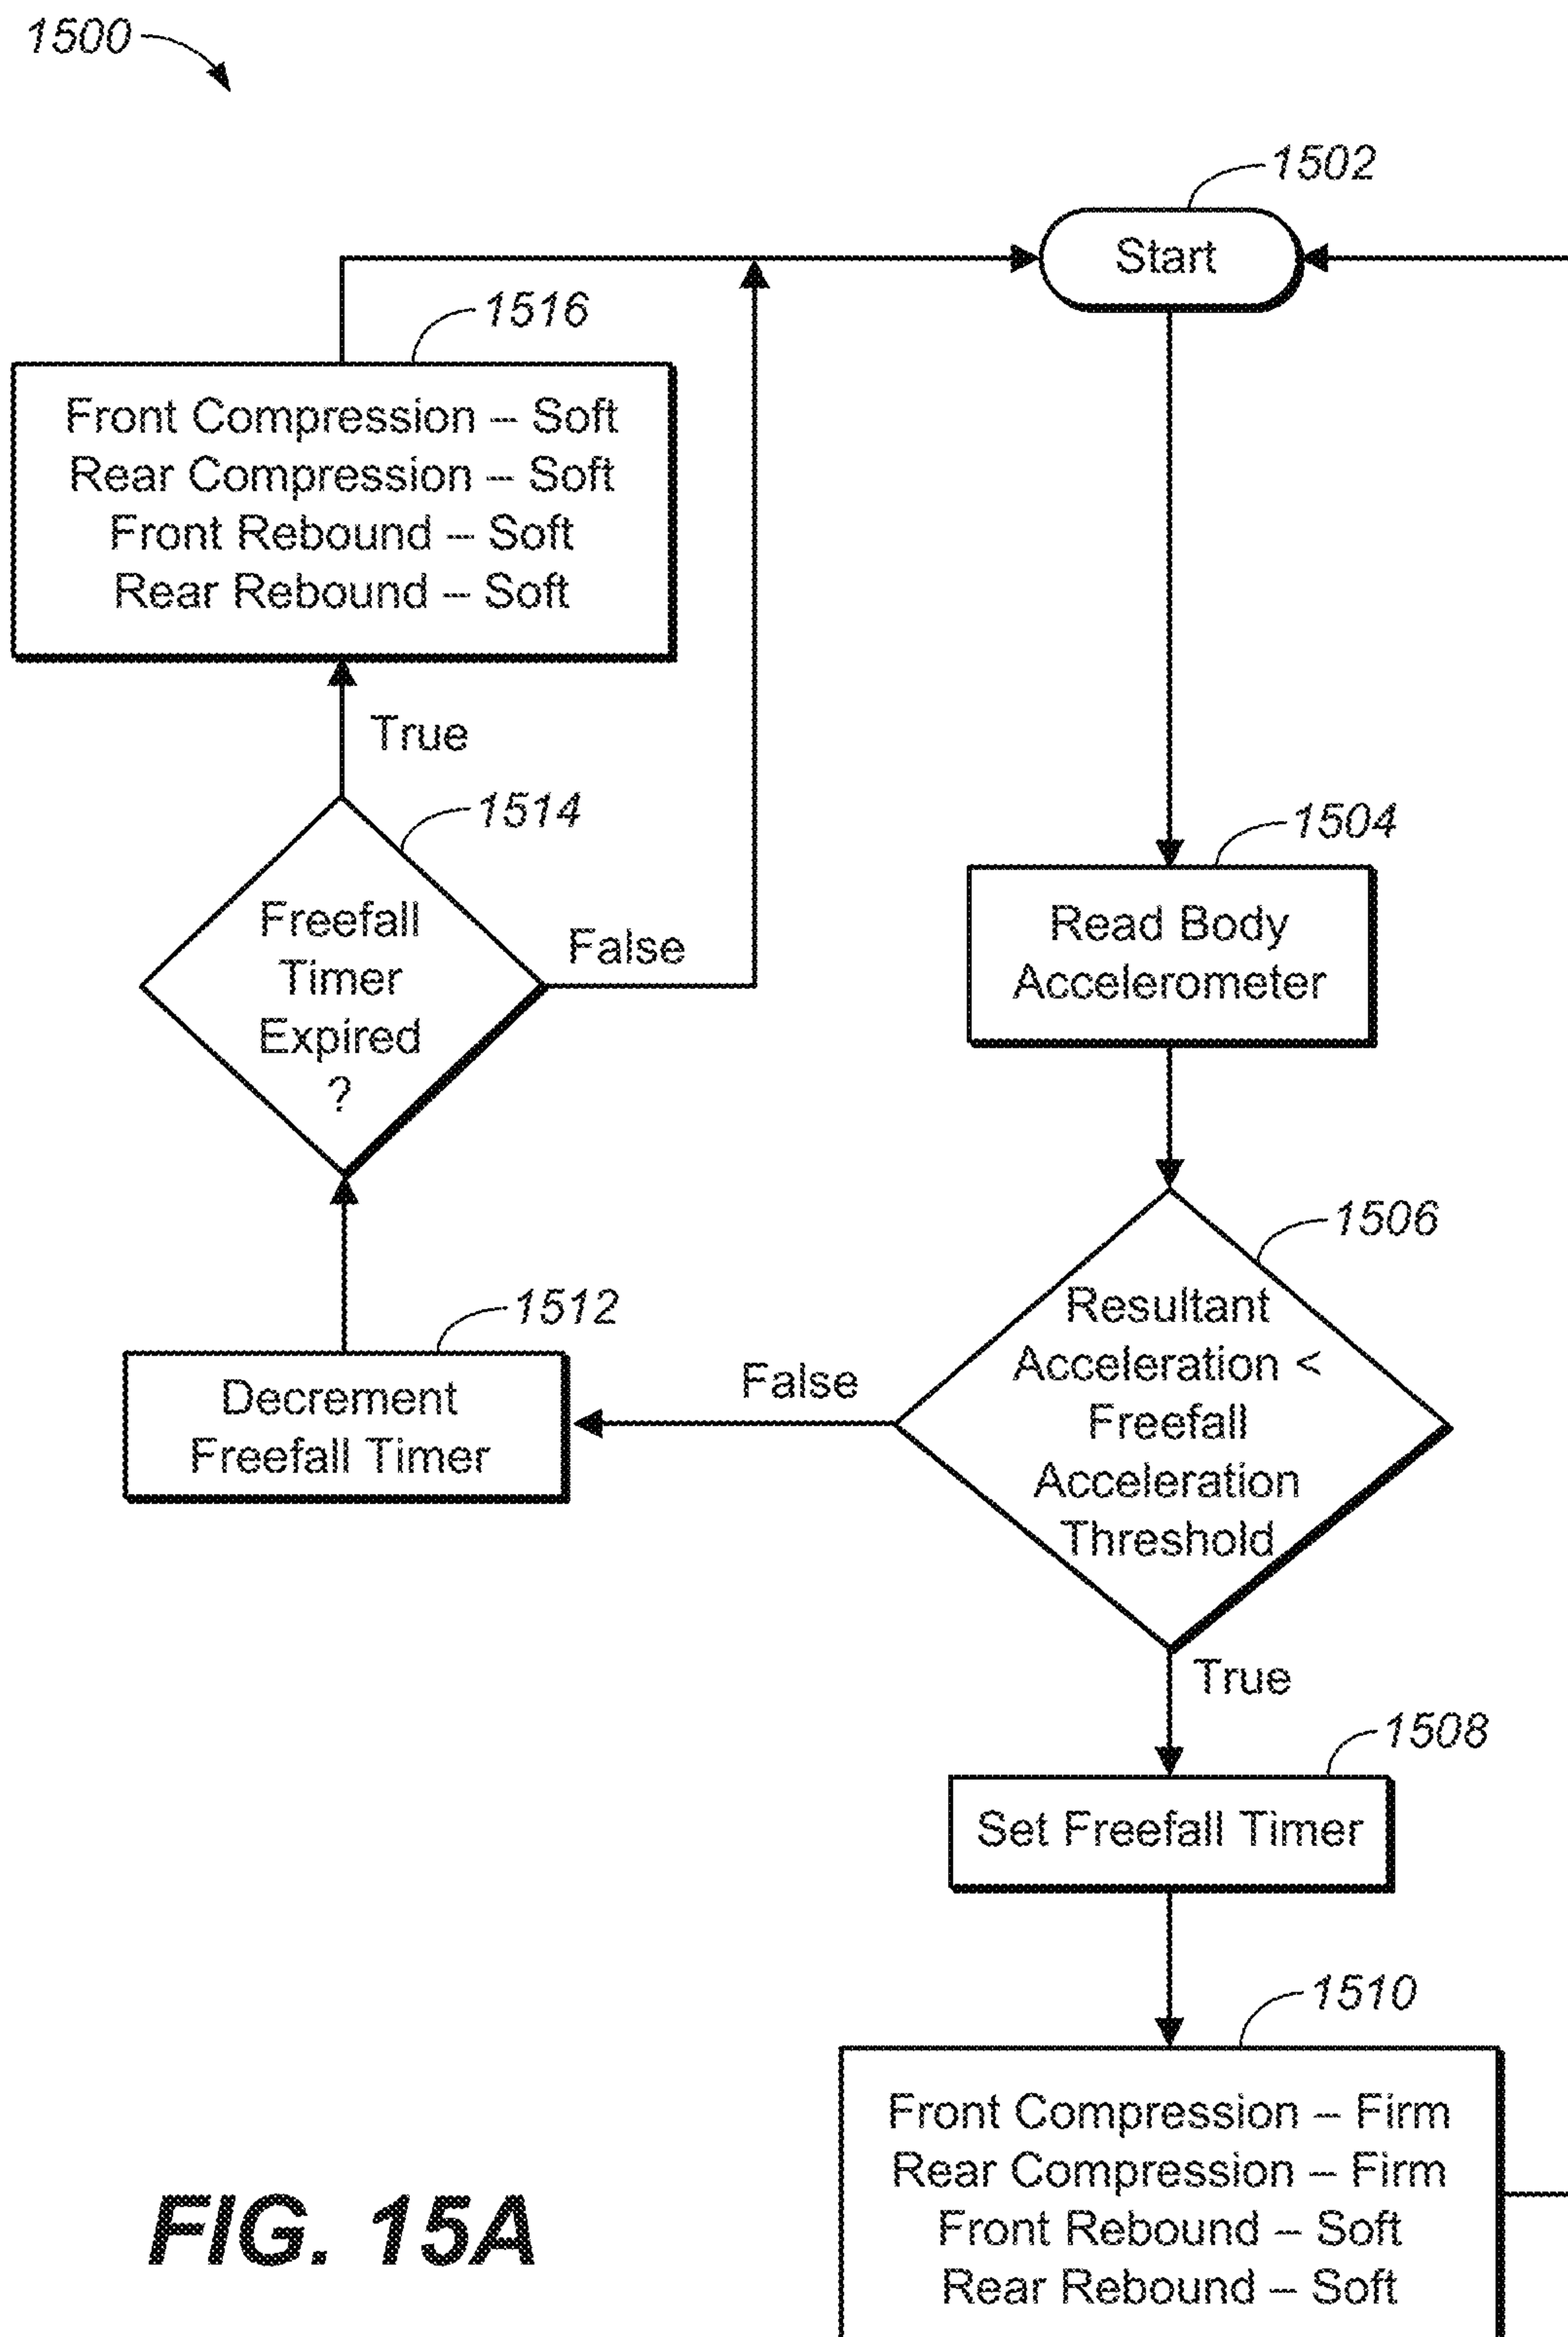 1500
1502
Start
1516
Front Compression – Soft
Rear Compression – Soft
Front Rebound – Soft
Rear Rebound – Soft
True
1514
Freefall
Timer
Expired
?
False
1504
Read Body
Accelerometer
1506
Resultant
Acceleration <
Freefall
Acceleration
Threshold
False
1512
Decrement
Freefall Timer
True
1508
Set Freefall Timer
1510
Front Compression – Firm
Rear Compression – Firm
Front Rebound – Soft
Rear Rebound – Soft
FIG. 15A